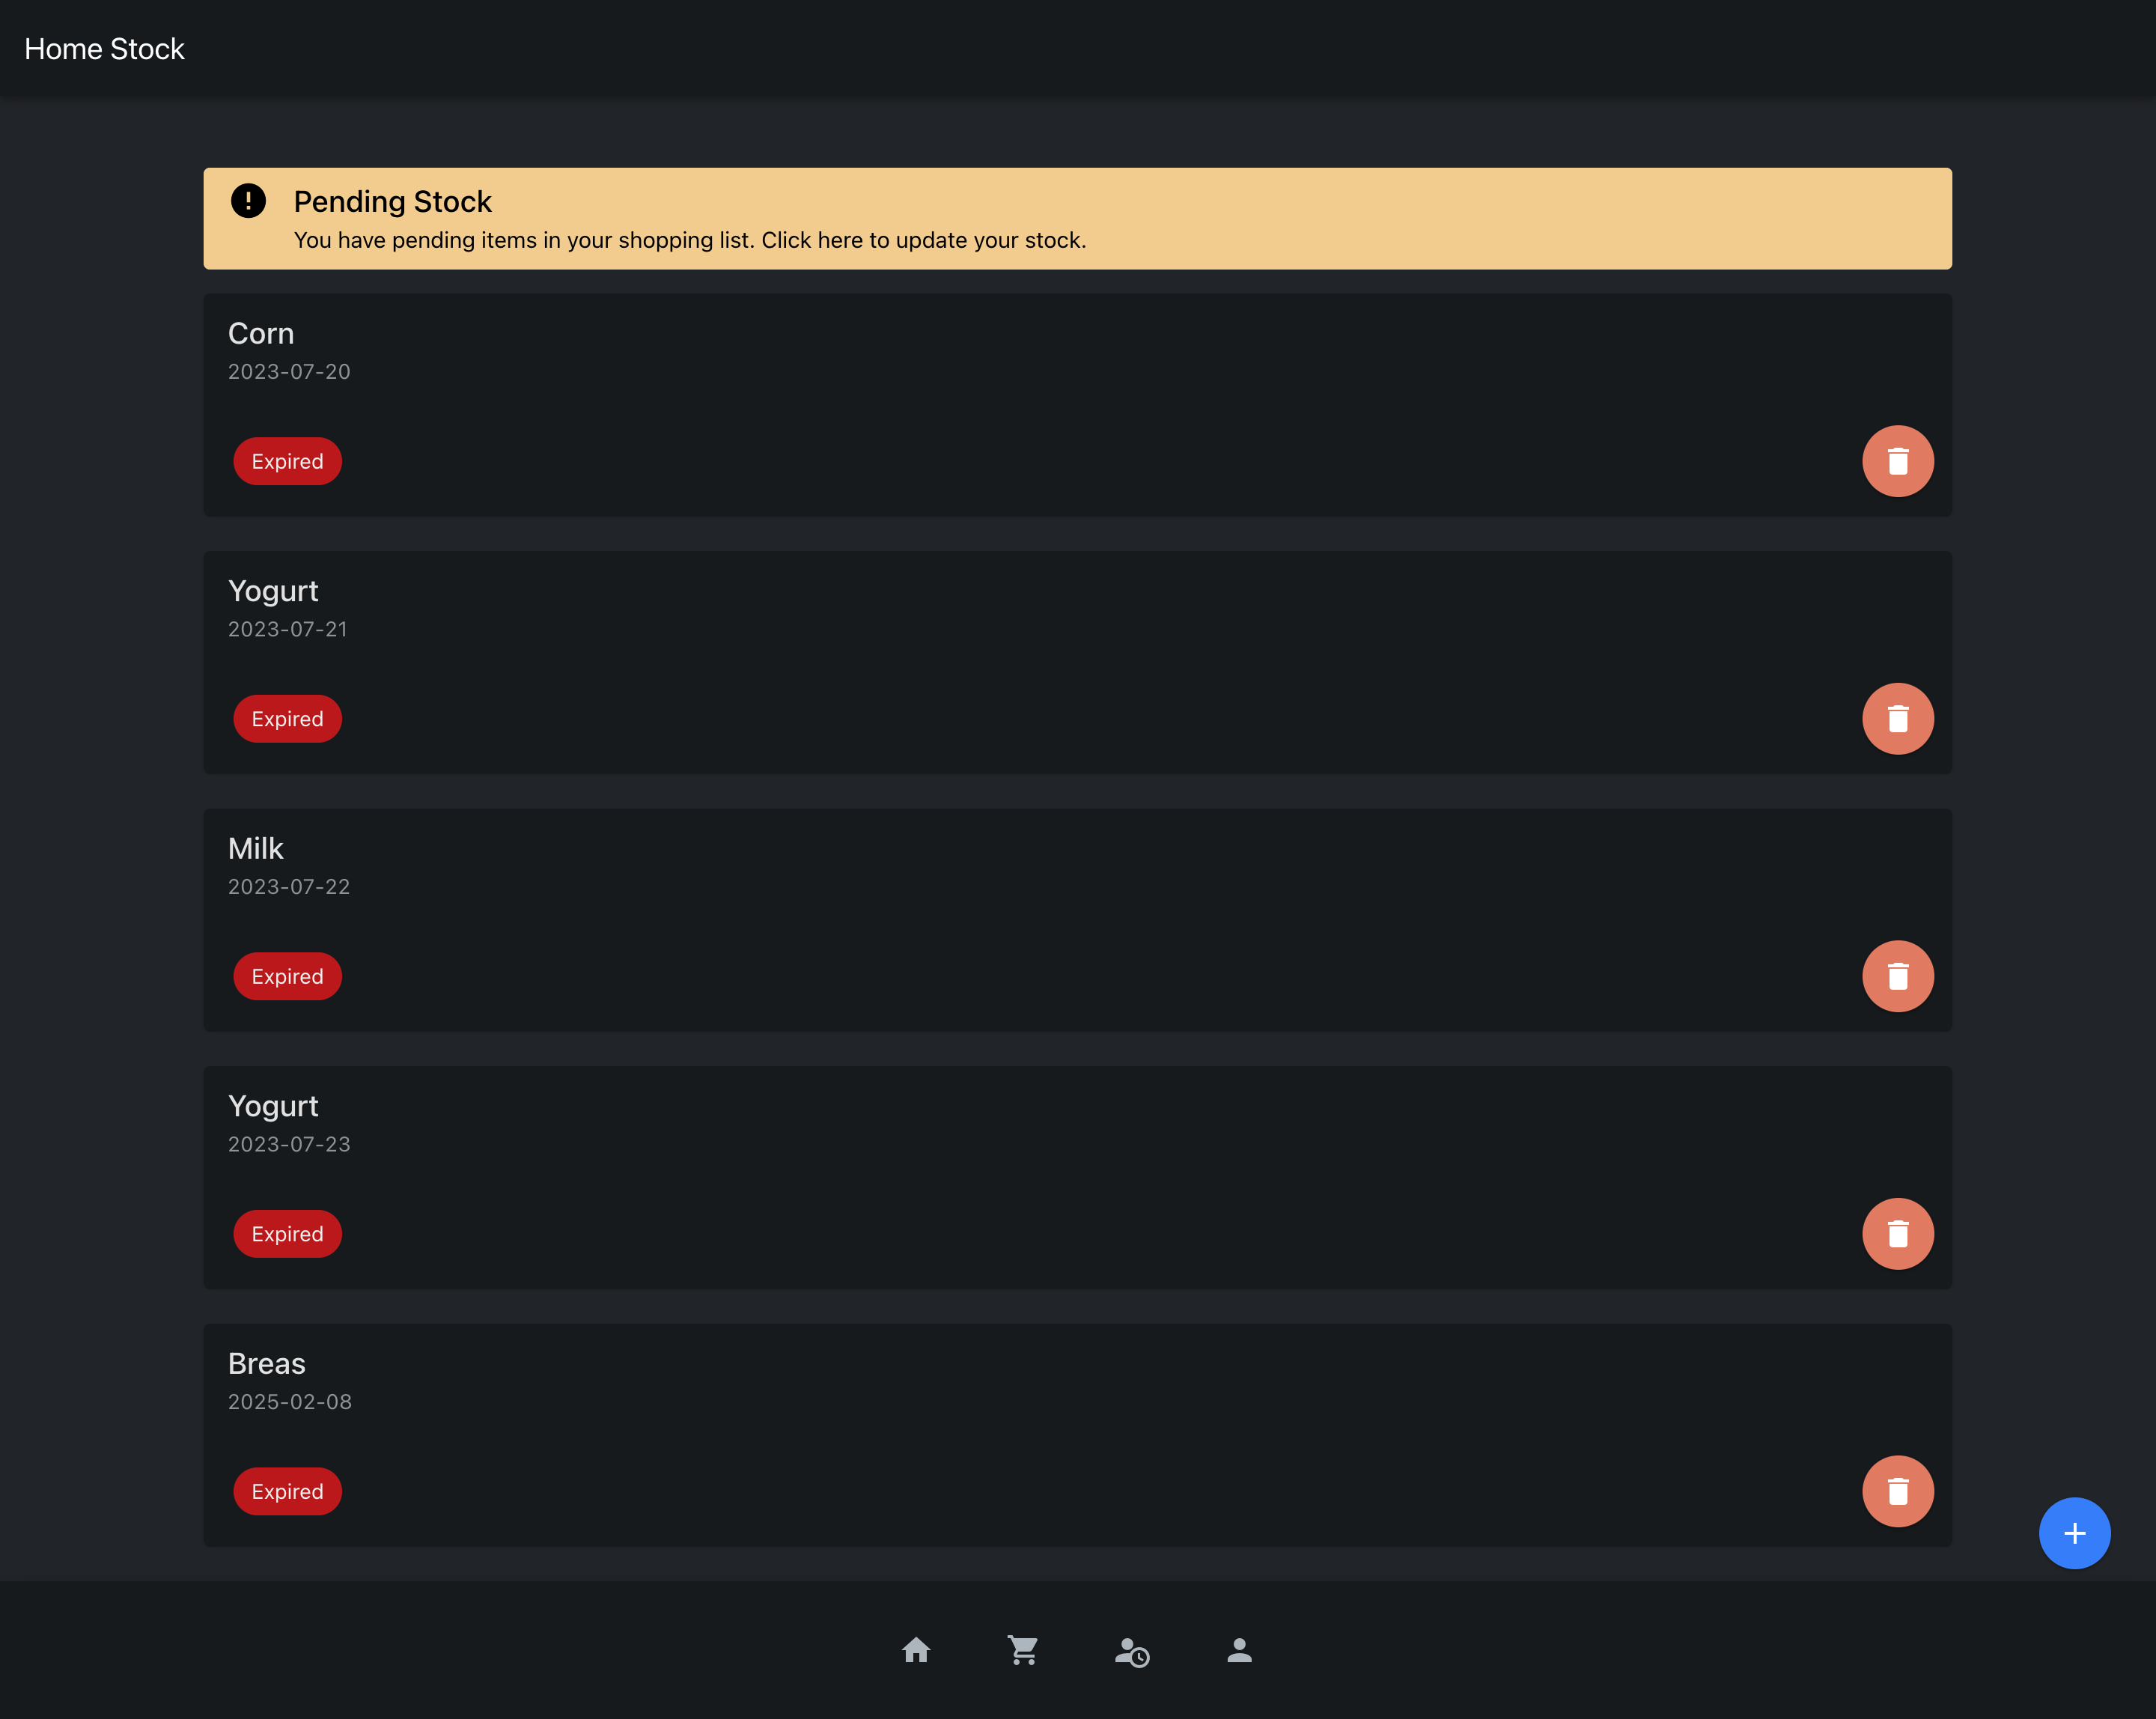 Home Stock
Pending Stock
You have pending items in your shopping list. Click here to update your stock.
Corn
2023-07-20
Expired
Yogurt
2023-07-21
Expired
Milk
2023-07-22
Expired
Yogurt
2023-07-23
Expired
Breas
2025-02-08
Expired